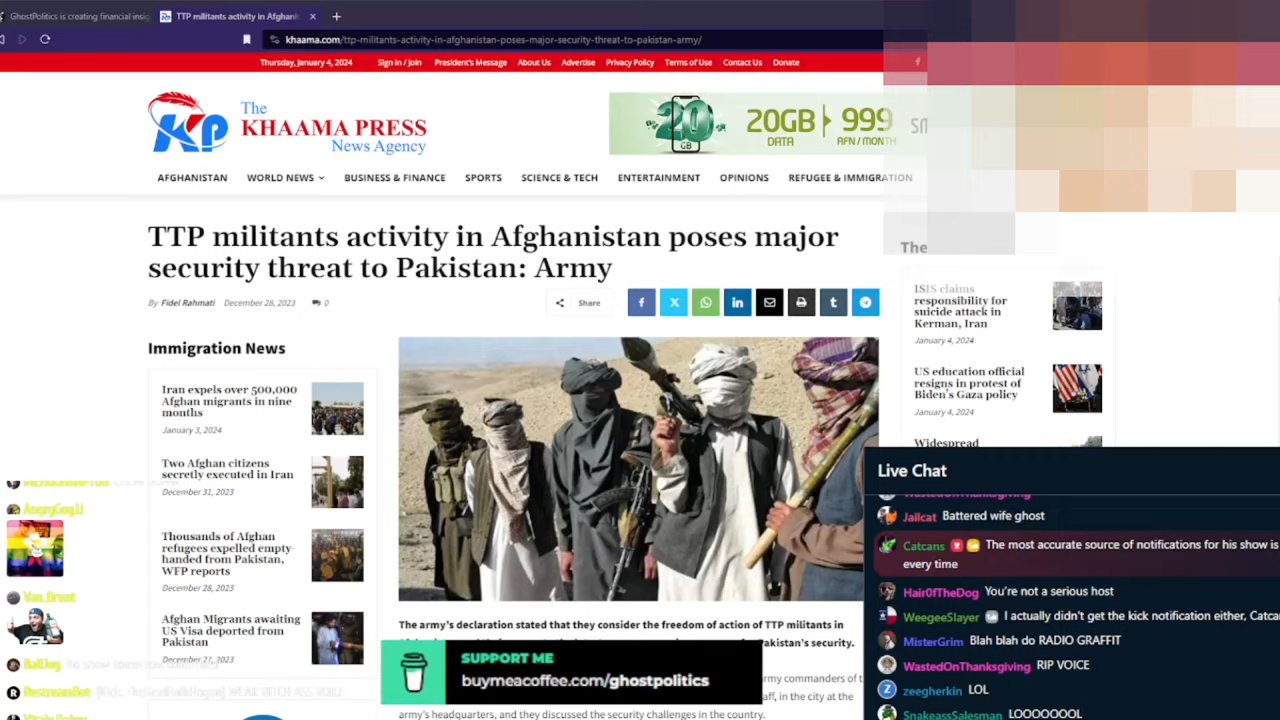 GhostPolitics is creating financial insig
TTP militants activity in Afghanist
khaama.com/ttp-militants-activity-in-afghanistan-poses-major-security-threat-to-pakistan-army/
Thursday, January 4, 2024
Sign in / Join
President's Message
About Us
Advertise
Privacy Policy
Terms of Use
Contact Us
Donate
The
KHAAMA PRESS
News Agency
20
GB
20GB
DATA
999
AFN / MONTH
AFGHANISTAN
WORLD NEWS
BUSINESS & FINANCE
SPORTS
SCIENCE & TECH
ENTERTAINMENT
OPINIONS
REFUGEE & IMMIGRATION
TTP militants activity in Afghanistan poses major
security threat to Pakistan: Army
By Fidel Rahmati December 28, 2023 0
Share
Immigration News
Iran expels over 500,000
Afghan migrants in nine
months
January 3, 2024
Two Afghan citizens
secretly executed in Iran
December 31, 2023
Thousands of Afghan
refugees expelled empty-
handed from Pakistan,
WFP reports
December 28, 2023
Afghan Migrants awaiting
US Visa deported from
Pakistan
December 27, 2023
The army's declaration stated that they consider the freedom of action of TTP militants in
Pakistan's security.
army commanders of t
aff, in the city at the
army's headquarters, and they discussed the security challenges in the country.
The
ISIS claims
responsibility for
suicide attack in
Kerman, Iran
January 4, 2024
US education official
resigns in protest of
Biden's Gaza policy
January 4, 2024
Widespread
SUPPORT ME
buymeacoffee.com/ghostpolitics
AngryGoyJJ
Van_Brunt
RestreamBot
Live Chat
WastedOnThanksgiving
Jailcat Battered wife ghost
Catcans The most accurate source of notifications for his show is
every time
Hair0fTheDog You're not a serious host
WeegeeSlayer I actually didn't get the kick notification either, Catca
MisterGrim Blah blah do RADIO GRAFFIT
WastedOnThanksgiving RIP VOICE
zeegherkin LOL
SnakeassSalesman LOOOOOOOL